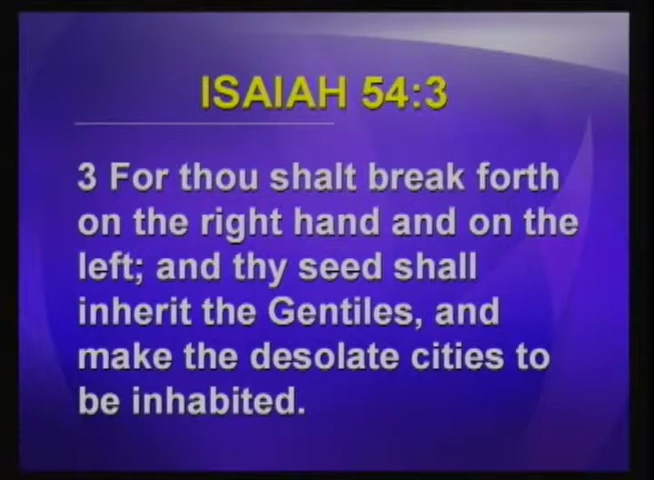 ISAIAH 54:3
3 For thou shalt break forth
on the right hand and on the
left; and thy seed shall
inherit the Gentiles, and
make the desolate cities to
be inhabited.